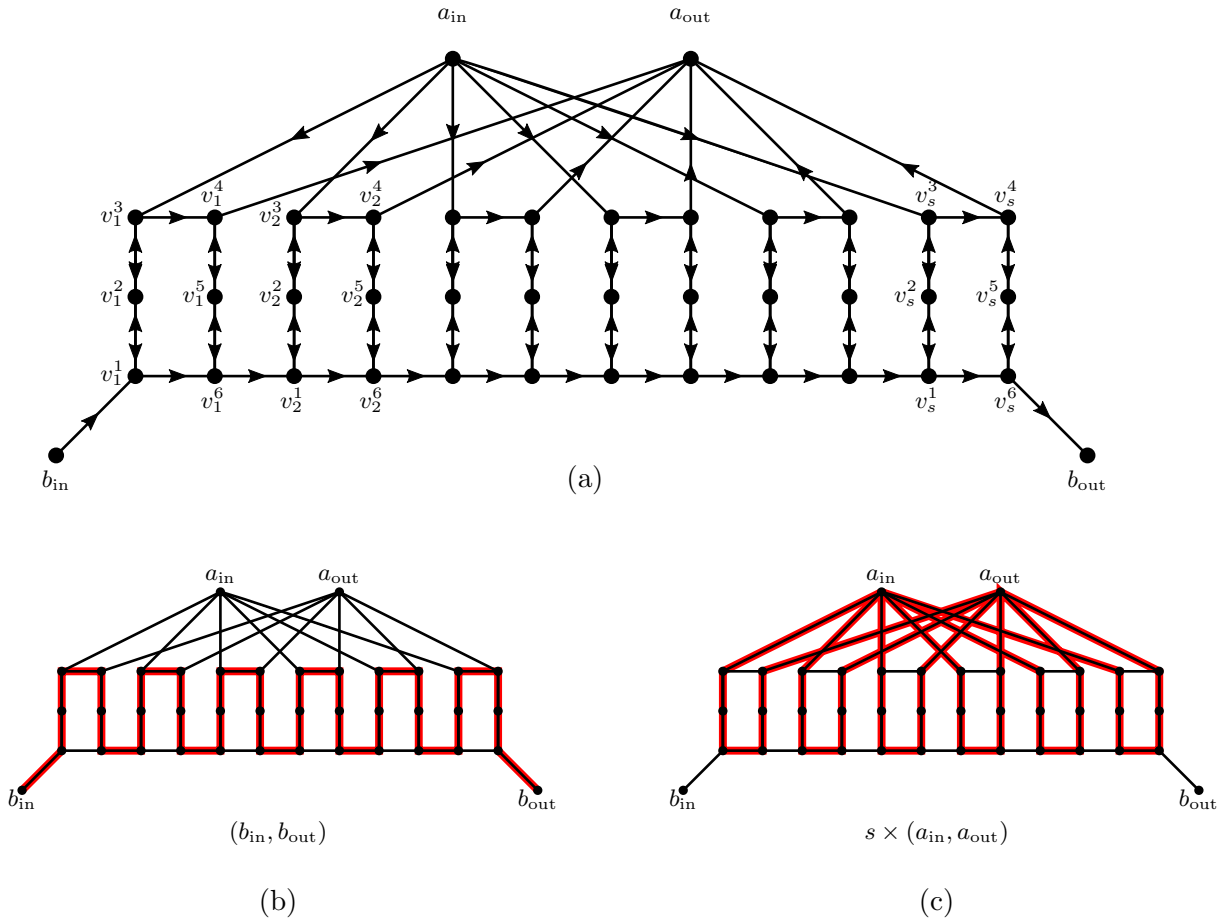 a_in a_out
v_1^3 v_1^4 v_2^3 v_2^4 v_s^3 v_s^4
v_1^2 v_1^5 v_2^2 v_2^5 v_s^2 v_s^5
v_1^1
v_1^6 v_2^1 v_2^6 v_s^1 v_s^6
b_in b_out
(a)
a_in a_out
b_in b_out
(b_in, b_out)
(b)
a_in a_out
b_in b_out
s × (a_in, a_out)
(c)